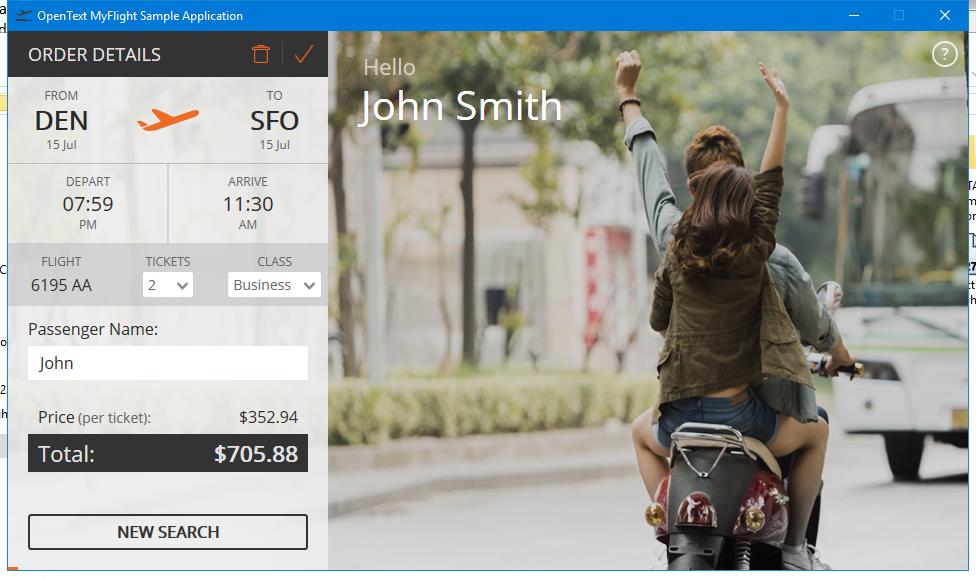 OpenText MyFlight Sample Application
ORDER DETAILS
Hello
John Smith
?
FROM
TO
DEN
SFO
15 Jul
15 Jul
DEPART
ARRIVE
07:59
11:30
PM
AM
FLIGHT
TICKETS
CLASS
6195 AA
2
Business
Passenger Name:
John
Price (per ticket): $352.94
Total: $705.88
NEW SEARCH